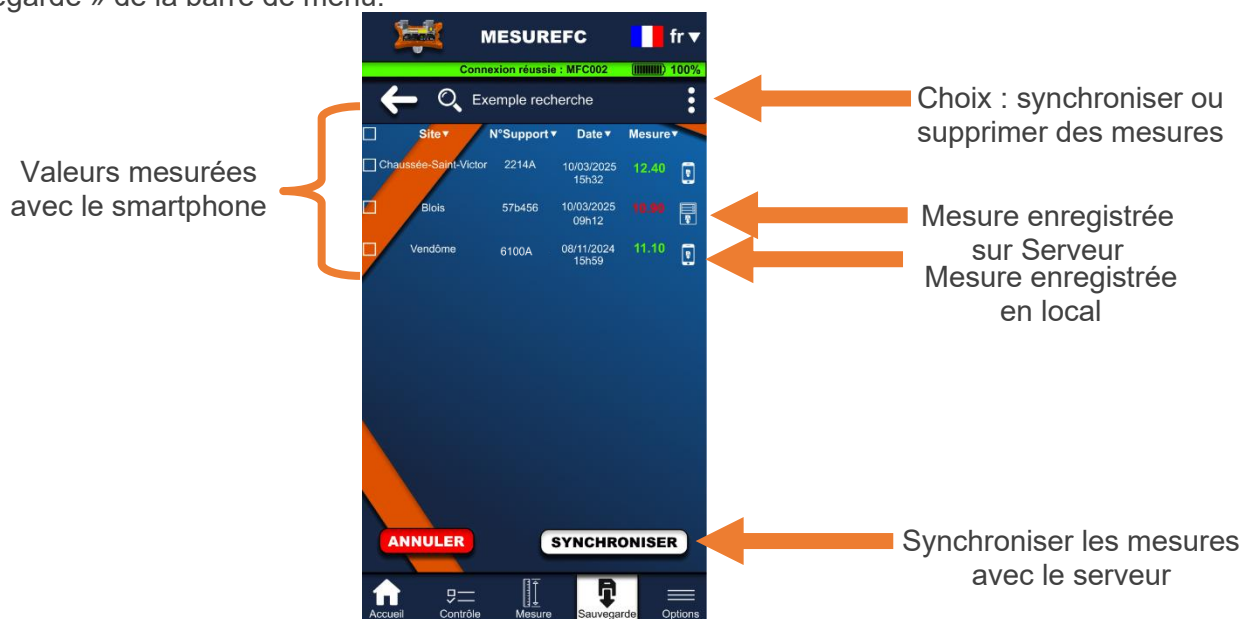 egarde » de la barre de menu.
MESUREFC
fr
Connexion réussie : MFC002 100%
Exemple recherche
Choix : synchroniser ou
supprimer des mesures
Site N°Support Date Mesure
Chaussée-Saint-Victor 2214A 10/03/2025 12.40
15h32
Valeurs mesurées
avec le smartphone
Blois 57b456 10/03/2025
09h12
Mesure enregistrée
sur Serveur
Vendôme 6100A 08/11/2024 11.10
15h59
Mesure enregistrée
en local
ANNULER SYNCHRONISER
Synchroniser les mesures
avec le serveur
Accueil Contrôle Mesure Sauvegarde Options